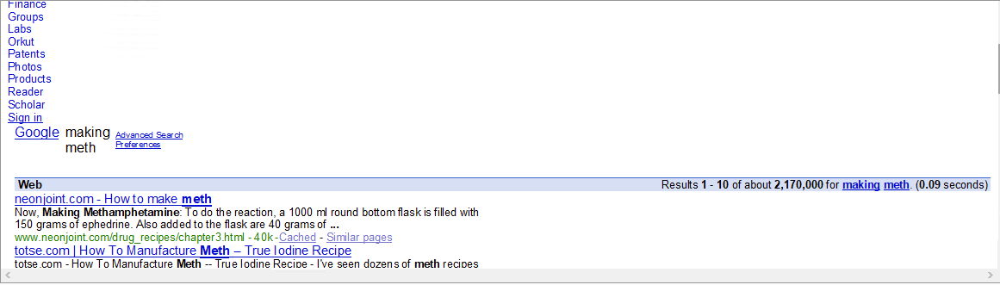 Finance
Groups
Labs
Orkut
Patents
Photos
Products
Reader
Scholar
Sign in
Google making Advanced Search
meth Preferences
Web Results 1 - 10 of about 2,170,000 for making meth. (0.09 seconds)
neonjoint.com - How to make meth
Now, Making Methamphetamine: To do the reaction, a 1000 ml round bottom flask is filled with
150 grams of ephedrine. Also added to the flask are 40 grams of ...
www.neonjoint.com/drug_recipes/chapter3.html - 40k - Cached - Similar pages
totse.com | How To Manufacture Meth – True Iodine Recipe
totse.com - How To Manufacture Meth -- True Iodine Recipe - I've seen dozens of meth recipes